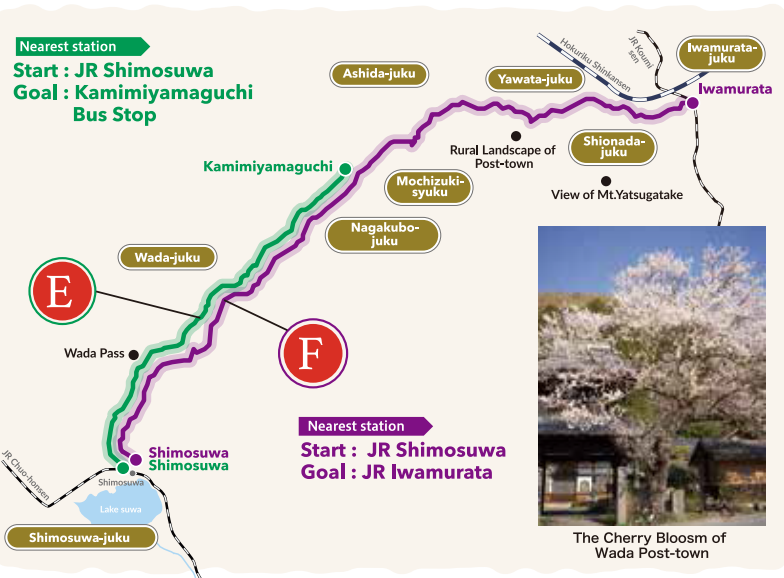 Nearest station
Start : JR Shimosuwa
Goal : Kamimiyamaguchi
Bus Stop
Ashida-juku
Yawata-juku
Hokuriku Shinkansen
JR Koumi
sen
Iwamurata-
juku
Iwamurata
Rural Landscape of
Post-town
Shionada-
juku
View of Mt.Yatsugatake
Kamimiyamaguchi
Mochizuki-
syuku
Nagakubo-
juku
Wada-juku
E
F
Wada Pass
Nearest station
Start : JR Shimosuwa
Goal : JR Iwamurata
Shimosuwa
Shimosuwa
Shimosuwa
JR Chuo-honsen
Lake suwa
Shimosuwa-juku
The Cherry Bloosm of
Wada Post-town